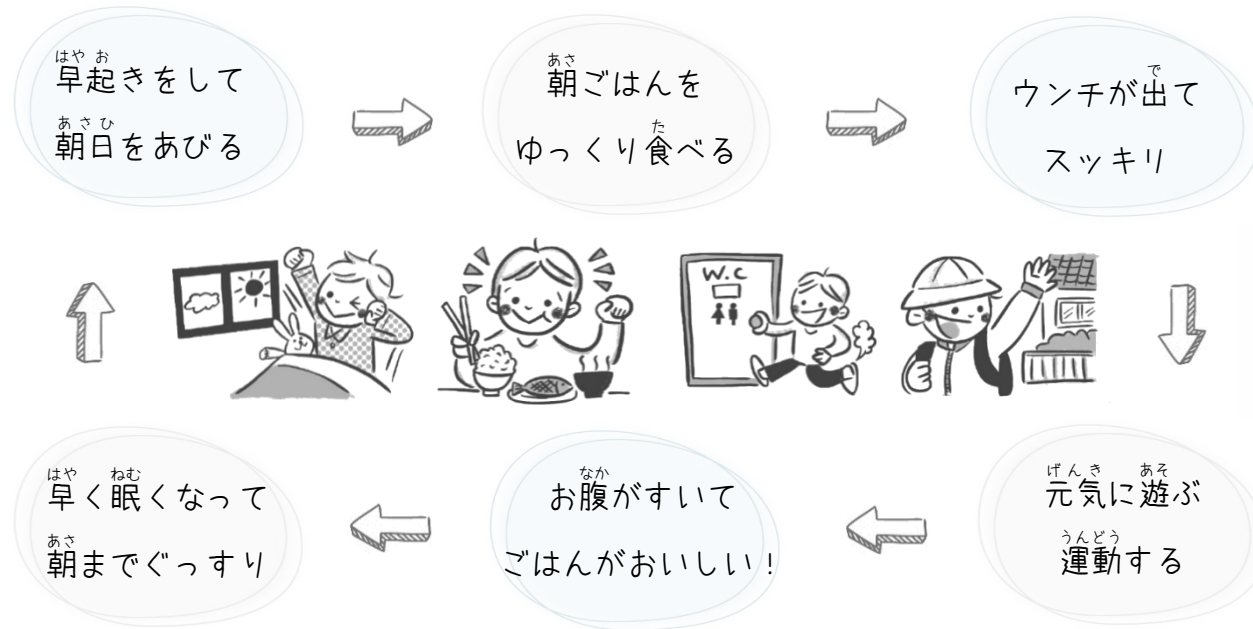 早起きをして
朝日をあびる
朝ごはんを
ゆっくり食べる
ウンチが出て
スッキリ
W.C
元気に遊ぶ
運動する
お腹がすいて
ごはんがおいしい！
早く眠くなって
朝までぐっすり